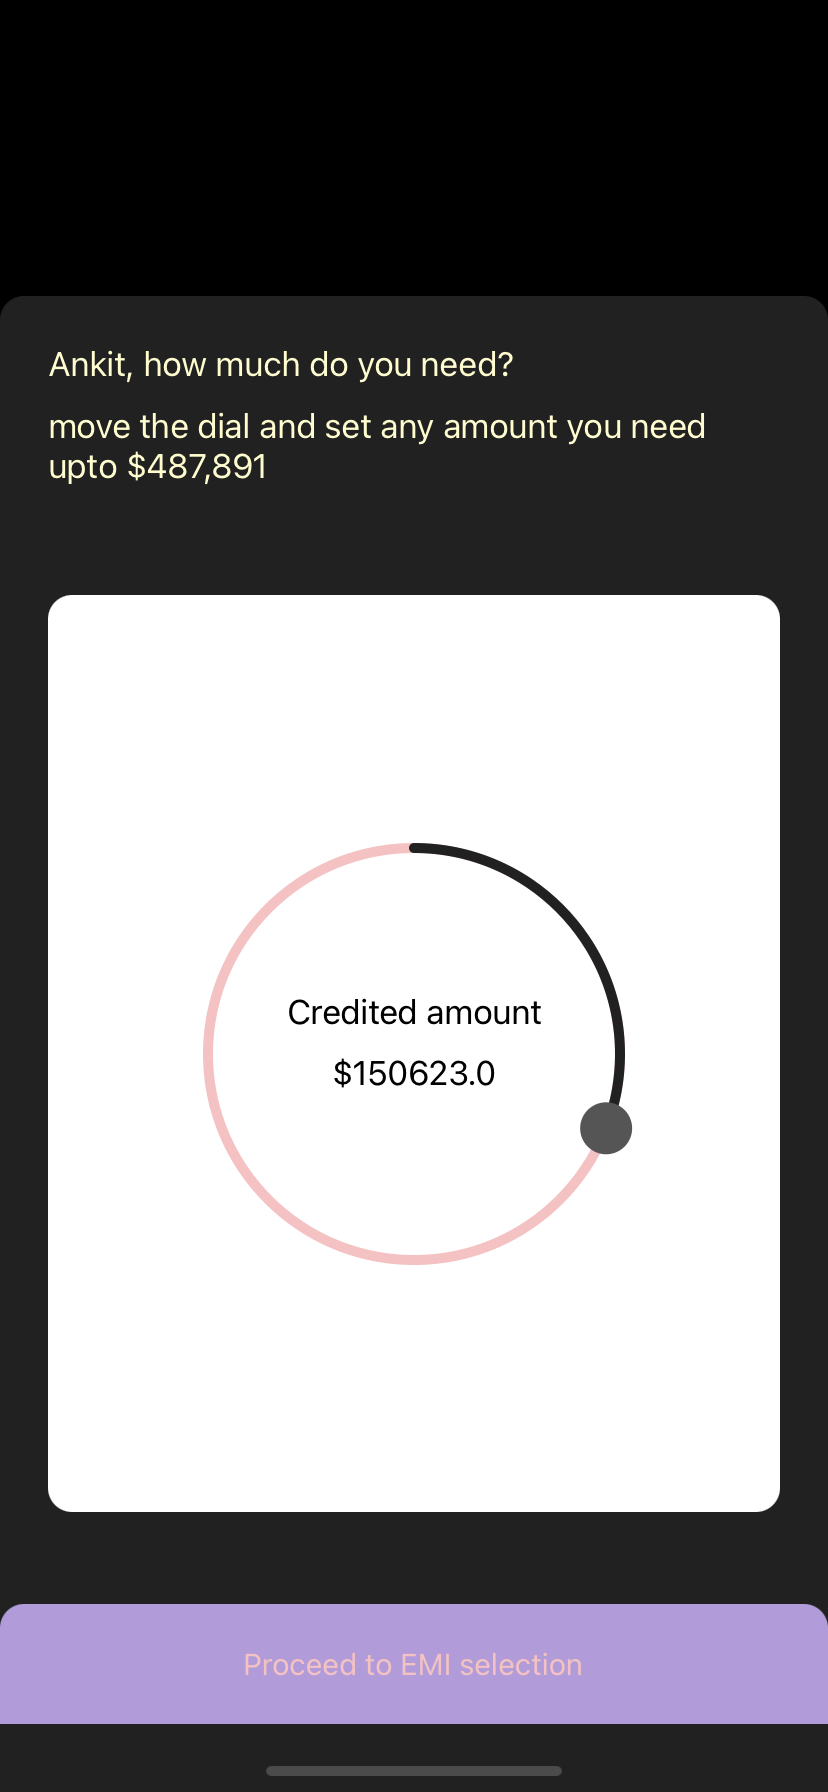 Ankit, how much do you need?
move the dial and set any amount you need
upto $487,891
Credited amount
$150623.0
Proceed to EMI selection